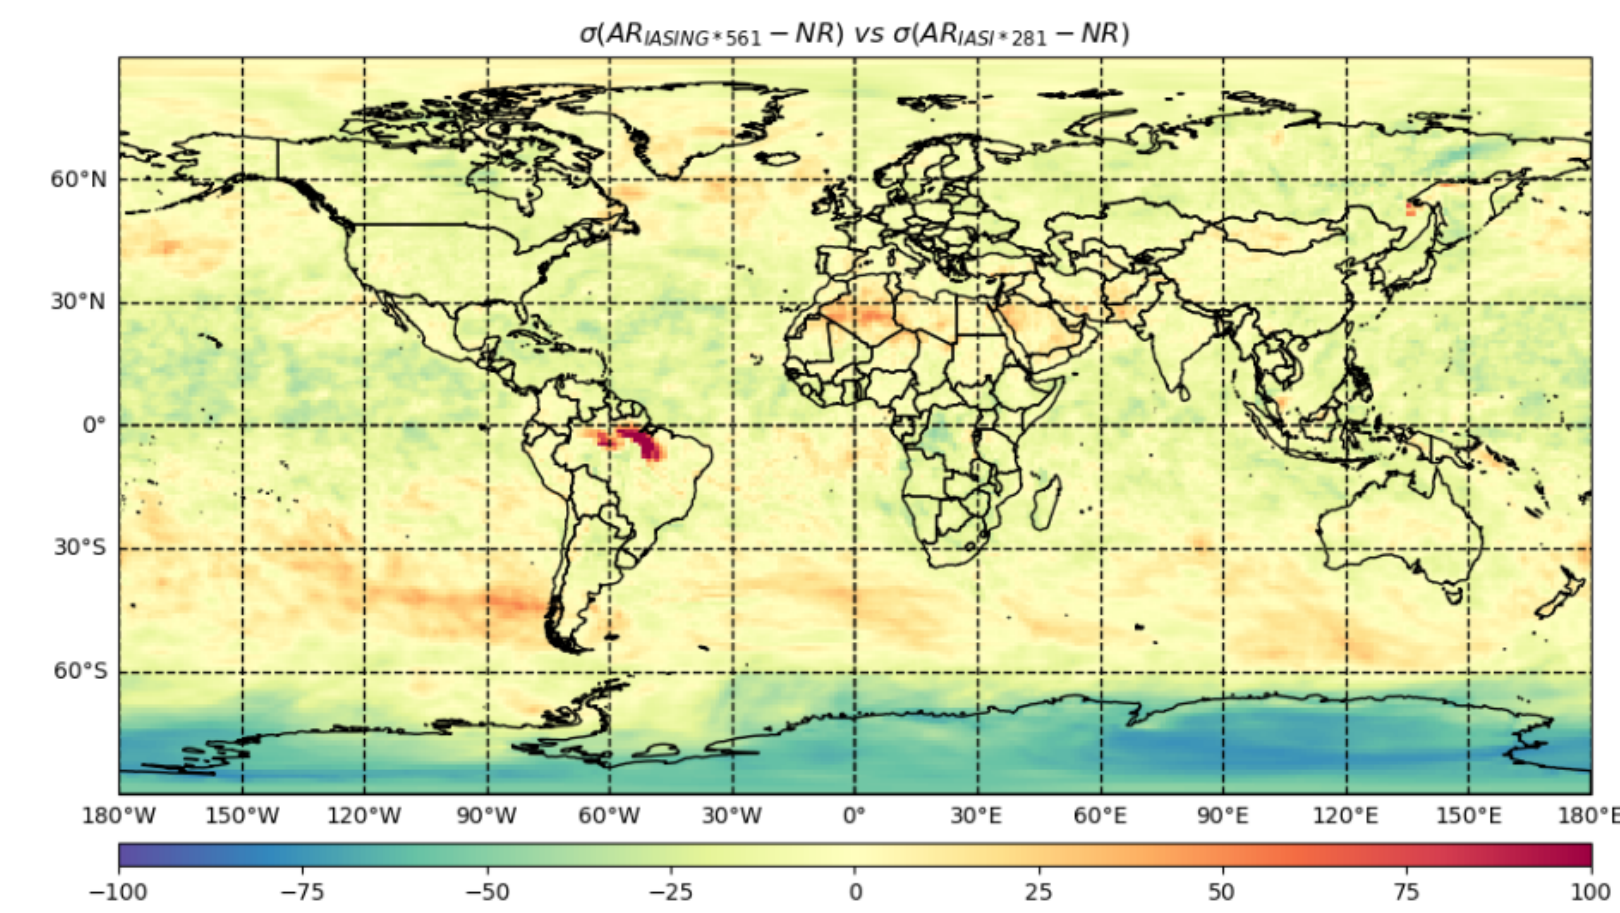 σ(AR_IASING*561 − NR) vs σ(AR_IASI*281 − NR)
60°N
30°N
0°
30°S
60°S
180°W 150°W 120°W 90°W 60°W 30°W 0° 30°E 60°E 90°E 120°E 150°E 180°E
−100 −75 −50 −25 0 25 50 75 100